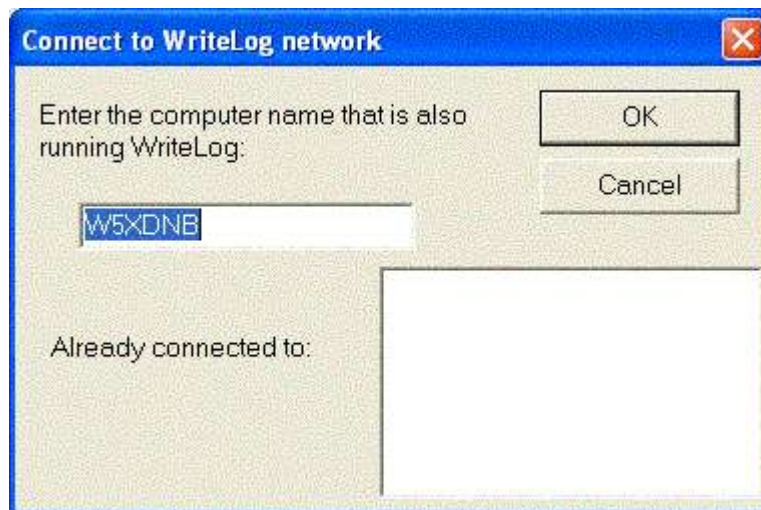 Connect to WriteLog network
Enter the computer name that is also
running WriteLog:
OK
Cancel
W5XDNB
Already connected to: